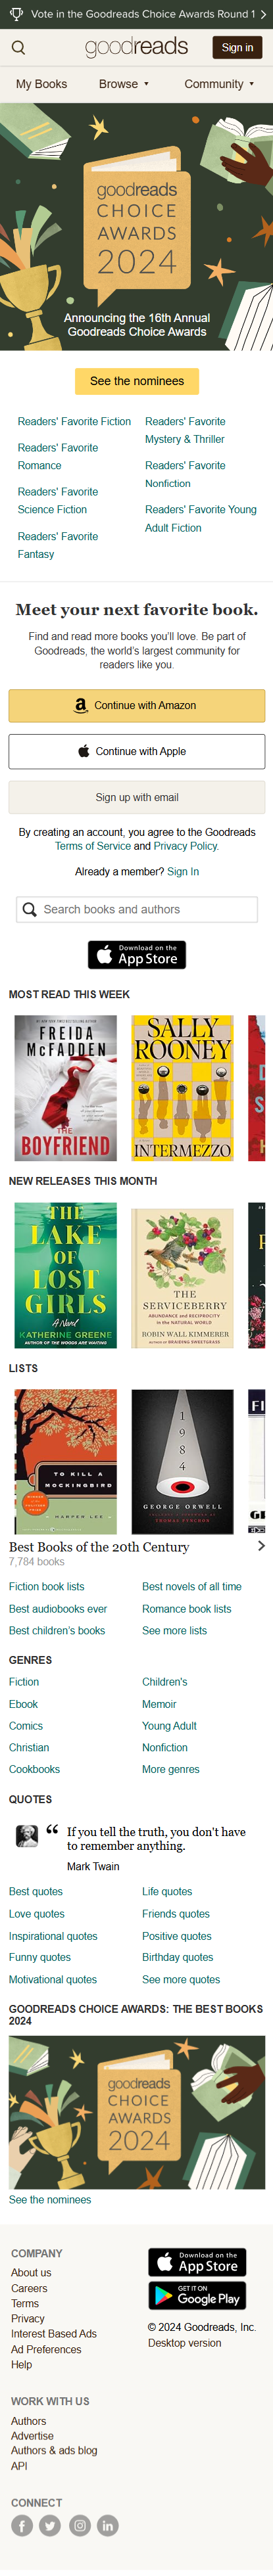 Vote in the Goodreads Choice Awards Round 1
goodreads
Sign in
My Books
Browse
Community
goodreads
CHOICE
AWARDS
2024
Announcing the 16th Annual
Goodreads Choice Awards
See the nominees
Readers' Favorite Fiction
Readers' Favorite
Romance
Readers' Favorite
Science Fiction
Readers' Favorite
Fantasy
Readers' Favorite
Mystery & Thriller
Readers' Favorite
Nonfiction
Readers' Favorite Young
Adult Fiction
Meet your next favorite book.
Find and read more books you’ll love. Be part of
Goodreads, the world’s largest community for
readers like you.
Continue with Amazon
Continue with Apple
Sign up with email
By creating an account, you agree to the Goodreads
Terms of Service and Privacy Policy.
Already a member? Sign In
Search books and authors
Download on the
App Store
MOST READ THIS WEEK
FREIDA
McFADDEN
THE
BOYFRIEND
SALLY
ROONEY
INTERMEZZO
NEW RELEASES THIS MONTH
THE
LAKE
OF
LOST
GIRLS
A Novel
KATHERINE GREENE
AUTHOR OF THE WOODS ARE WAITING
THE
SERVICEBERRY
ABUNDANCE and RECIPROCITY
in the NATURAL WORLD
ROBIN WALL KIMMERER
AUTHOR OF BRAIDING SWEETGRASS
LISTS
TO KILL A
MOCKINGBIRD
HARPER LEE
1
9
8
4
GEORGE ORWELL
Best Books of the 20th Century
7,784 books
Fiction book lists
Best novels of all time
Best audiobooks ever
Romance book lists
Best children’s books
See more lists
GENRES
Fiction
Children's
Ebook
Memoir
Comics
Young Adult
Christian
Nonfiction
Cookbooks
More genres
QUOTES
“ If you tell the truth, you don't have
to remember anything.
Mark Twain
Best quotes
Life quotes
Love quotes
Friends quotes
Inspirational quotes
Positive quotes
Funny quotes
Birthday quotes
Motivational quotes
See more quotes
GOODREADS CHOICE AWARDS: THE BEST BOOKS
2024
goodreads
CHOICE
AWARDS
2024
See the nominees
COMPANY
About us
Careers
Terms
Privacy
Interest Based Ads
Ad Preferences
Help
Download on the
App Store
GET IT ON
Google Play
© 2024 Goodreads, Inc.
Desktop version
WORK WITH US
Authors
Advertise
Authors & ads blog
API
CONNECT